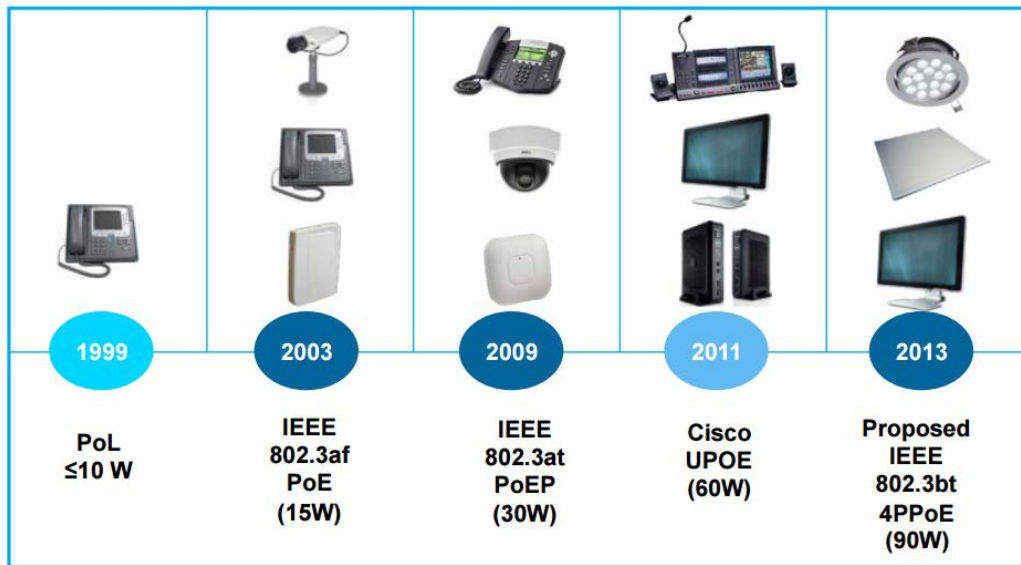 1999
2003
2009
2011
2013
PoL
≤10 W
IEEE
802.3af
PoE
(15W)
IEEE
802.3at
PoEP
(30W)
Cisco
UPOE
(60W)
Proposed
IEEE
802.3bt
4PPoE
(90W)